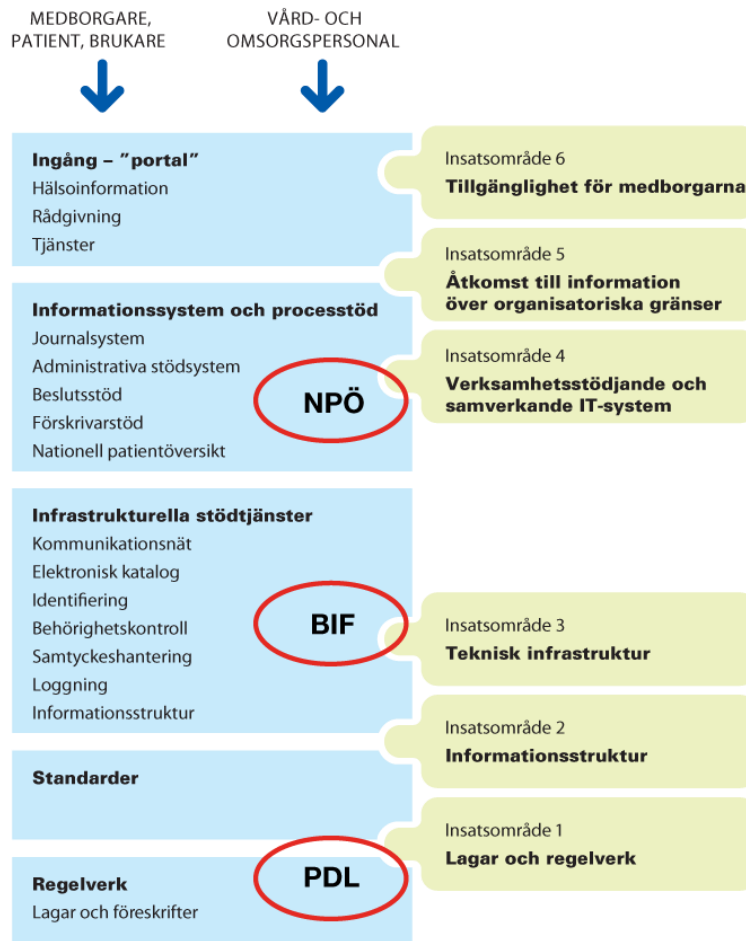 MEDBORGARE,
PATIENT, BRUKARE
VÅRD- OCH
OMSORGSPERSONAL
Ingång – ”portal”
Hälsoinformation
Rådgivning
Tjänster
Insatsområde 6
Tillgänglighet för medborgarna
Insatsområde 5
Åtkomst till information
över organisatoriska gränser
Informationssystem och processtöd
Journalsystem
Administrativa stödsystem
Beslutsstöd
Förskrivarstöd
Nationell patientöversikt
NPÖ
Insatsområde 4
Verksamhetsstödjande och
samverkande IT-system
Infrastrukturella stödtjänster
Kommunikationsnät
Elektronisk katalog
Identifiering
Behörighetskontroll
Samtyckeshantering
Loggning
Informationsstruktur
BIF
Insatsområde 3
Teknisk infrastruktur
Insatsområde 2
Informationsstruktur
Standarder
Insatsområde 1
Lagar och regelverk
Regelverk
Lagar och föreskrifter
PDL